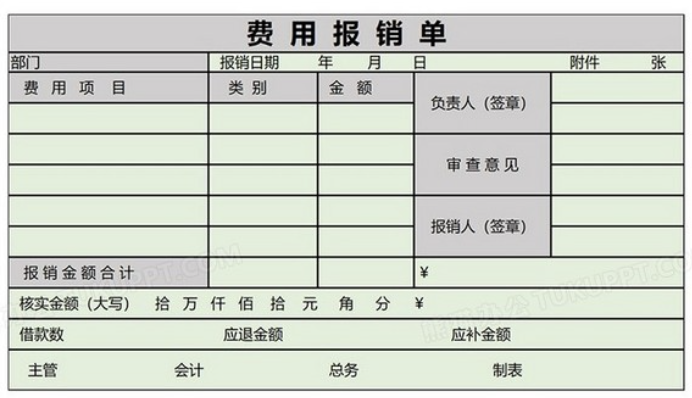 费用报销单
部门 报销日期 年 月 日 附件 张
费用项目 类别 金额 负责人（签章）
审查意见
报销人（签章）
报销金额合计 ¥
核实金额（大写） 拾 万 仟 佰 拾 元 角 分 ¥
借款数 应退金额 应补金额
主管 会计 总务 制表
TUKUPPT.COM
TUKUPPT.COM